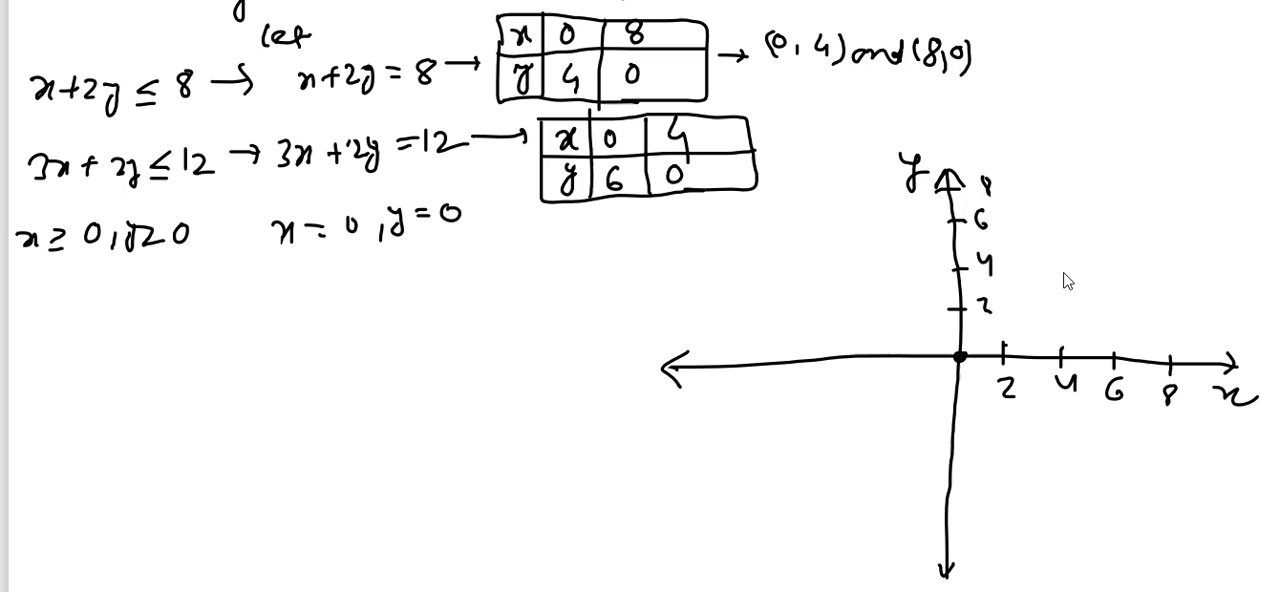 let
x+2y ≤ 8 → x+2y = 8 → x 0 8 → (0, 4) and (8,0)
y 4 0
3x + 2y ≤ 12 → 3x + 2y = 12 → x 0 4
y 6 0
x ≥ 0, y ≥ 0 x = 0, y = 0
y 8
6
4
2
2 4 6 8 x